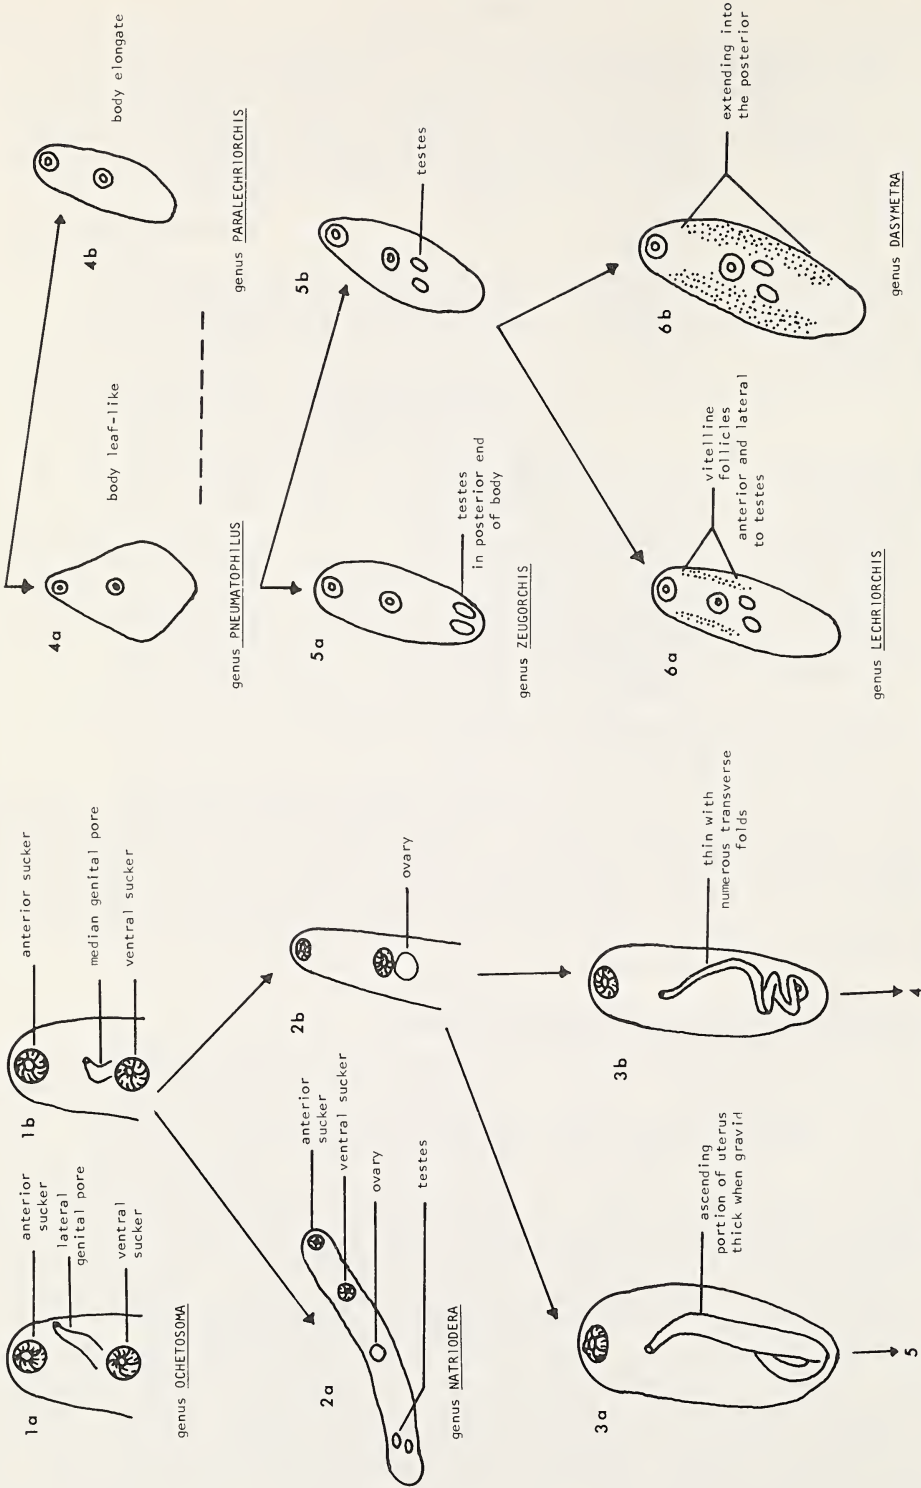 1a
anterior
sucker
lateral
genital pore
ventral
sucker
genus OCHETOSOMA
1b
anterior sucker
median genital pore
ventral sucker
2a
anterior
sucker
ventral sucker
ovary
testes
genus NATRIODERA
2b
ovary
3a
ascending
portion of uterus
thick when gravid
5
3b
thin with
numerous transverse
folds
4
4a
body leaf-like
genus PNEUMATOPHILUS
4b
body elongate
genus PARALECHRIORCHIS
5a
testes
in posterior end
of body
genus ZEUGORCHIS
5b
testes
6a
vitelline
follicles
anterior and lateral
to testes
genus LECHRIORCHIS
6b
extending into
the posterior
genus DASYMETRA